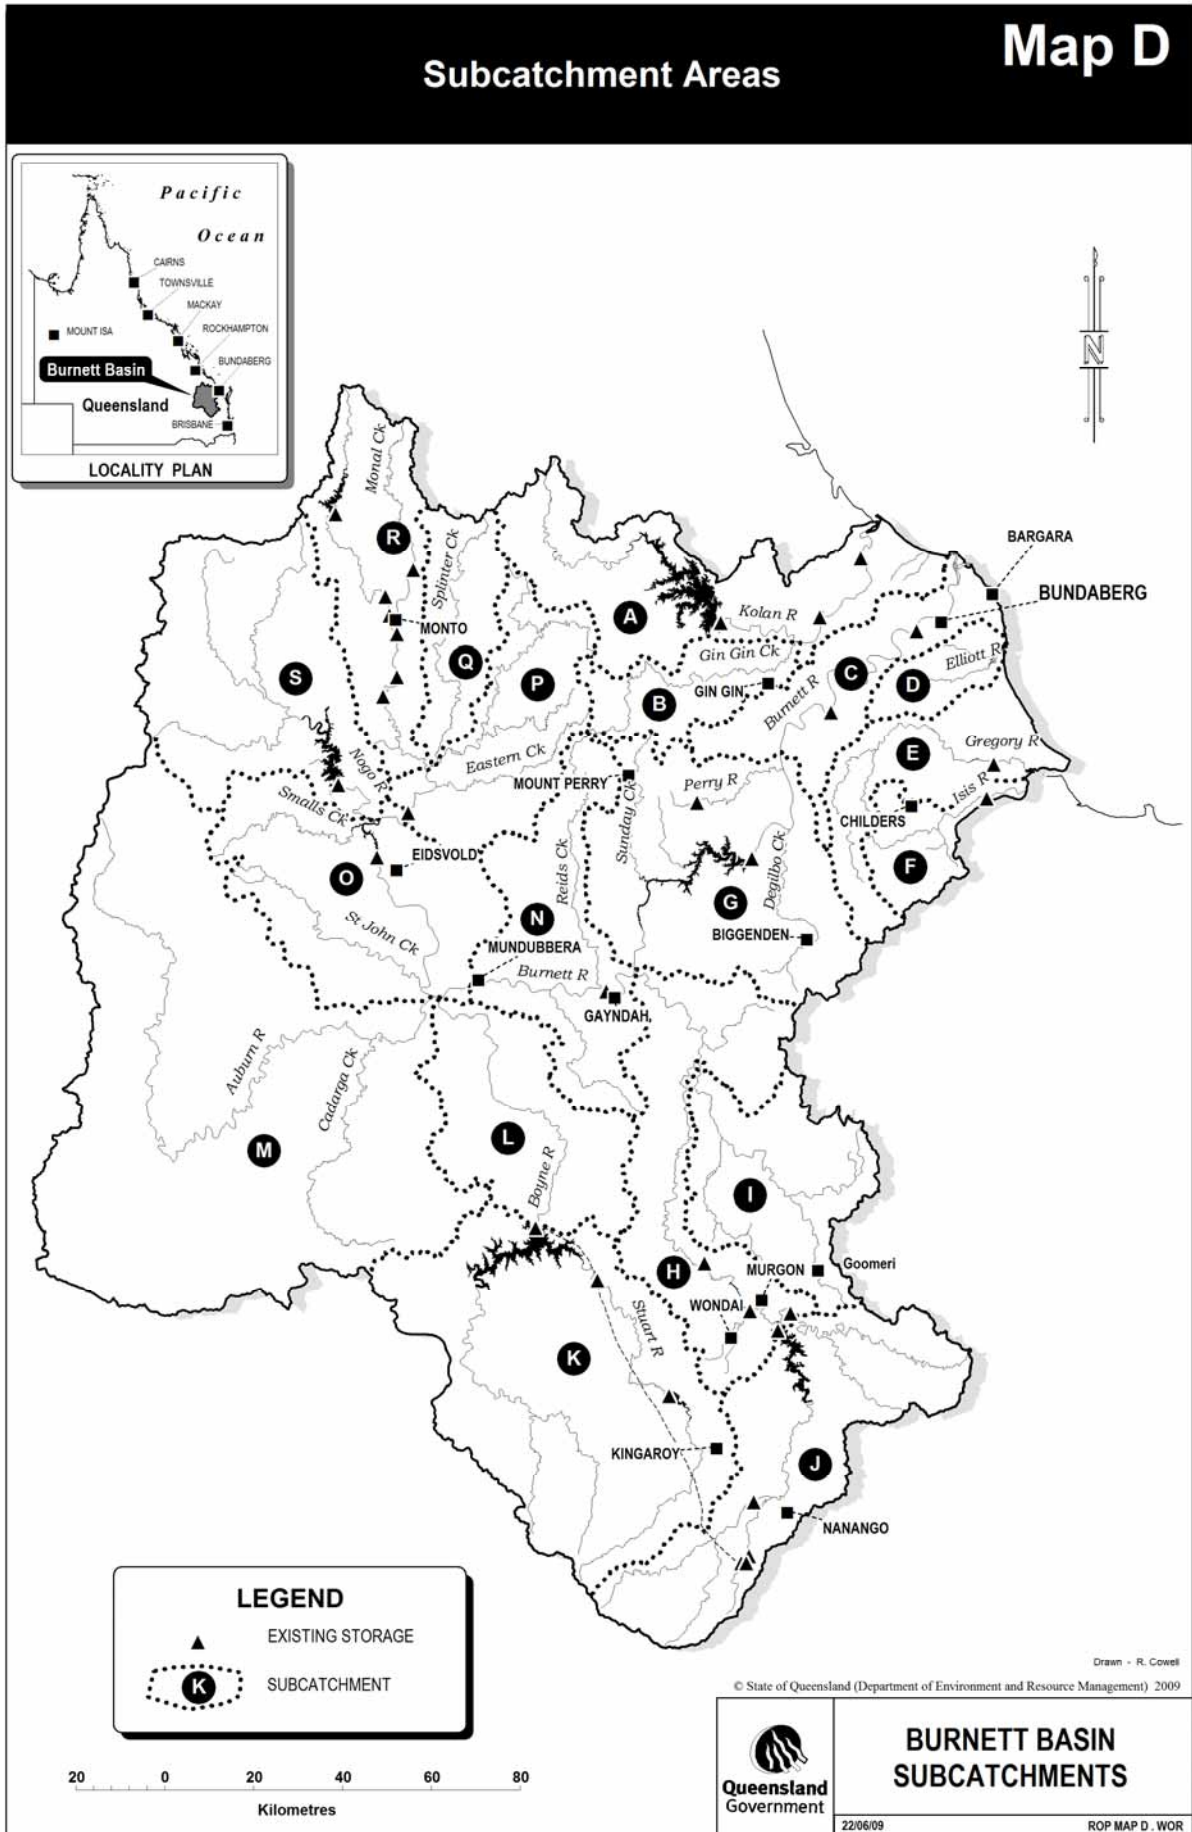 Map D
Subcatchment Areas
Pacific
Ocean
CAIRNS
TOWNSVILLE
MACKAY
MOUNT ISA
ROCKHAMPTON
BUNDABERG
Burnett Basin
Queensland
BRISBANE
LOCALITY PLAN
N
Monal Ck
R
Splinter Ck
BARGARA
BUNDABERG
A
Kolan R
MONTO
Gin Gin Ck
Elliott R
Q
S
P
C
D
B
GIN GIN
Burnett R
Gregory R
E
Eastern Ck
Nogo R
MOUNT PERRY
Perry R
Isis R
Smalls Ck
Sunday Ck
CHILDERS
EIDSVOLD
Reids Ck
Degilbo Ck
F
O
G
N
St John Ck
BIGGENDEN
MUNDUBBERA
Burnett R
GAYNDAH
Auburn R
Cadarga Ck
L
M
Boyne R
I
H
MURGON
Goomeri
WONDAI
Stuart R
K
KINGAROY
J
NANANGO
LEGEND
EXISTING STORAGE
K
SUBCATCHMENT
Drawn - R. Cowell
© State of Queensland (Department of Environment and Resource Management) 2009
Queensland
Government
BURNETT BASIN
SUBCATCHMENTS
20 0 20 40 60 80
Kilometres
22/06/09
ROP MAP D . WOR